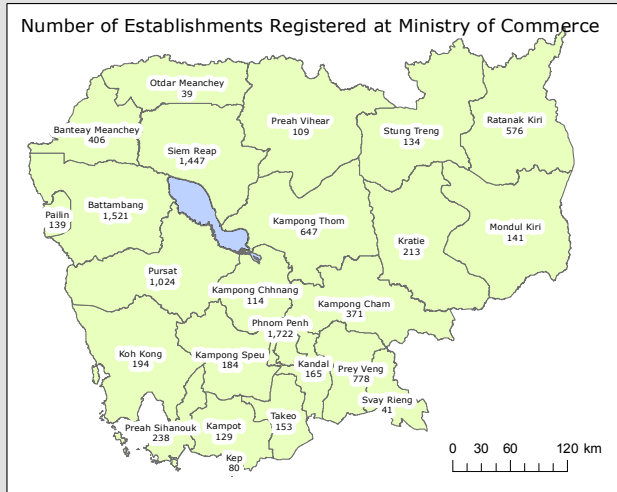 Number of Establishments Registered at Ministry of Commerce
Otdar Meanchey
39
Banteay Meanchey
406
Siem Reap
1,447
Preah Vihear
109
Stung Treng
134
Ratanak Kiri
576
Battambang
1,521
Pailin
139
Kampong Thom
647
Kratie
213
Mondul Kiri
141
Pursat
1,024
Kampong Chhnang
114
Kampong Cham
371
Phnom Penh
1,722
Koh Kong
194
Kampong Speu
184
Kandal
165
Prey Veng
778
Svay Rieng
41
Preah Sihanouk
238
Kampot
129
Takeo
153
Kep
80
0 30 60 120 km